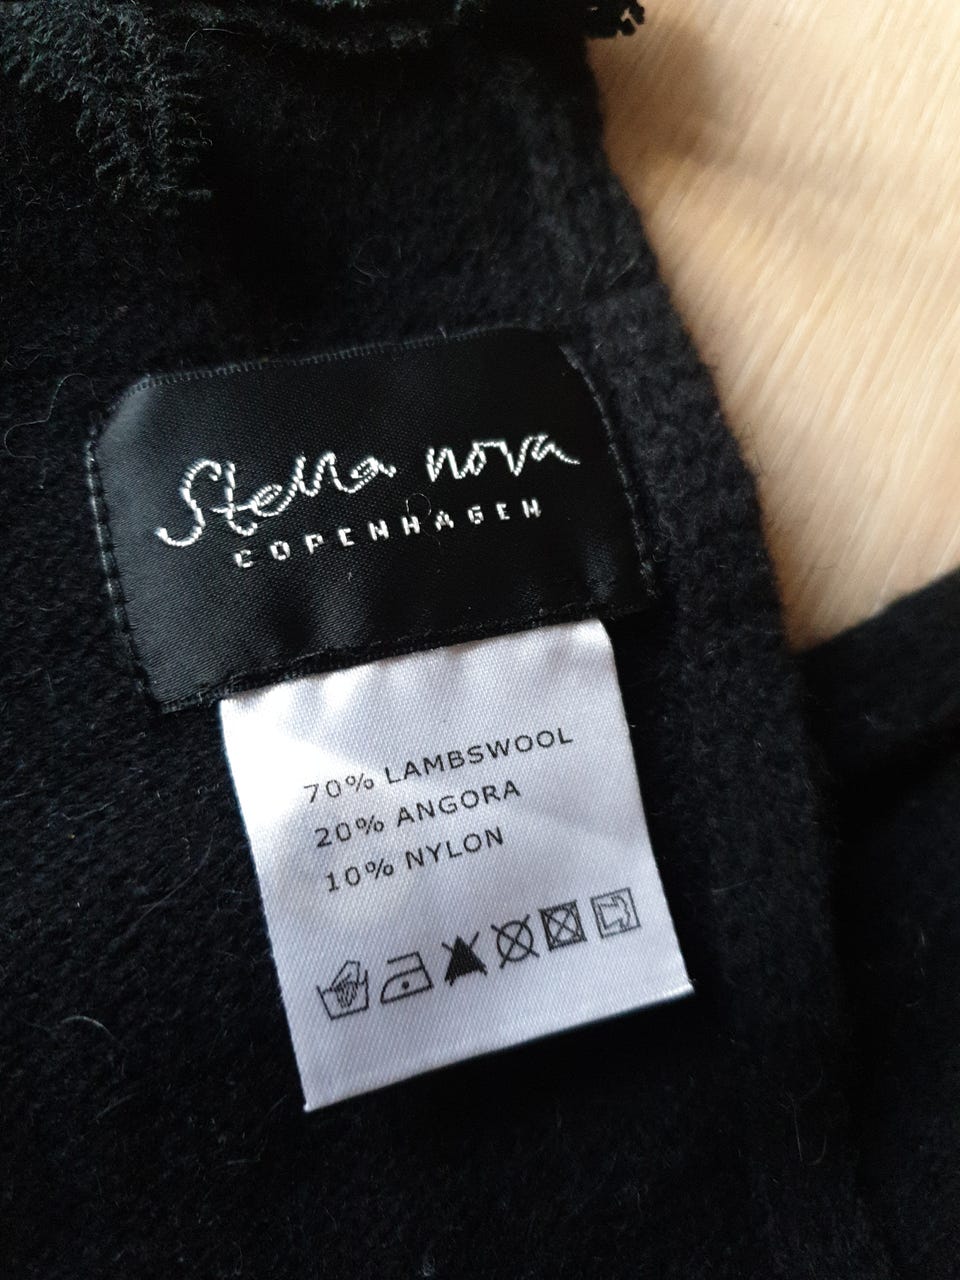 Stella nova
COPENHAGEN
70% LAMBSWOOL
20% ANGORA
10% NYLON